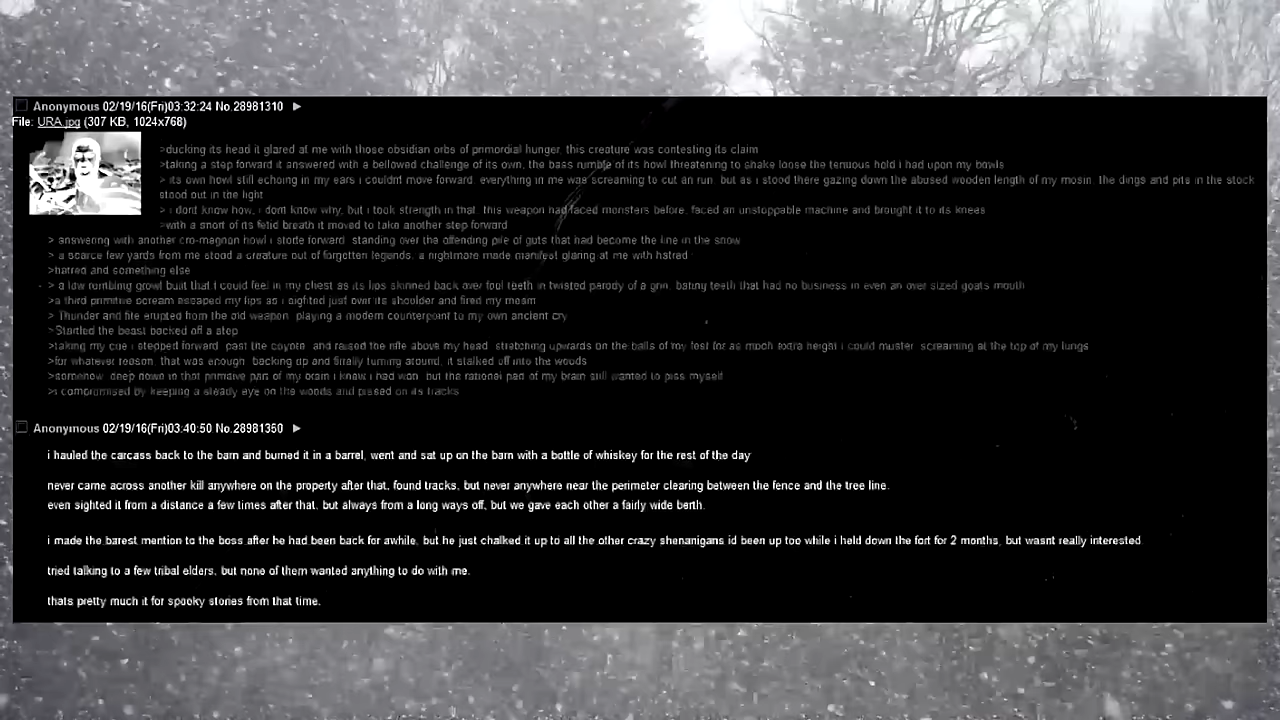 Anonymous 02/19/16(Fri)03:32:24 No.28981310 ▶
File: URA.jpg (307 KB, 1024x768)
>ducking its head it glared at me with those obsidian orbs of primordial hunger, this creature was contesting its claim
>taking a step forward it answered with a bellowed challenge of its own, the bass rumble of its howl threatening to shake loose the tenuous hold i had upon my bowls
> its own howl still echoing in my ears i couldnt move forward, everything in me was screaming to cut an run, but as i stood there gazing down the abused wooden length of my mosin, the dings and pits in the stock
stood out in the light
> i dont know how, i dont know why, but i took strength in that, this weapon had faced monsters before, faced an unstoppable machine and brought it to its knees
>with a snort of its fetid breath it moved to take another step forward
> answering with another cro-magnon howl i strode forward, standing over the offending pile of guts that had become the line in the snow
> a scarce few yards from me stood a creature out of forgotten legends, a nightmare made manifest glaring at me with hatred
>hatred and something else
> a low rumbling growl built that i could feel in my chest as its lips skinned back over foul teeth in twisted parody of a grin, baring teeth that had no business in even an over sized goats mouth
>a third primitive scream escaped my lips as i sighted just over its shoulder and fired my mosin
> Thunder and fire erupted from the old weapon, playing a modern counterpoint to my own ancient cry
>Startled the beast backed off a step
>taking my cue i stepped forward, past the coyote, and raised the rifle above my head, stretching upwards on the balls of my feet for as much extra height i could muster, screaming at the top of my lungs
>for whatever reason, that was enough, backing up and finally turning around, it stalked off into the woods
>somehow, deep down in that primitive part of my brain i knew i had won, but the rational part of my brain still wanted to piss myself
>i compromised by keeping a steady eye on the woods and pissed on its tracks
Anonymous 02/19/16(Fri)03:40:50 No.28981350 ▶
i hauled the carcass back to the barn and burned it in a barrel, went and sat up on the barn with a bottle of whiskey for the rest of the day
never came across another kill anywhere on the property after that, found tracks, but never anywhere near the perimeter clearing between the fence and the tree line.
even sighted it from a distance a few times after that, but always from a long ways off, but we gave each other a fairly wide berth.
i made the barest mention to the boss after he had been back for awhile, but he just chalked it up to all the other crazy shenanigans id been up too while i held down the fort for 2 months, but wasnt really interested.
tried talking to a few tribal elders, but none of them wanted anything to do with me.
thats pretty much it for spooky stories from that time.